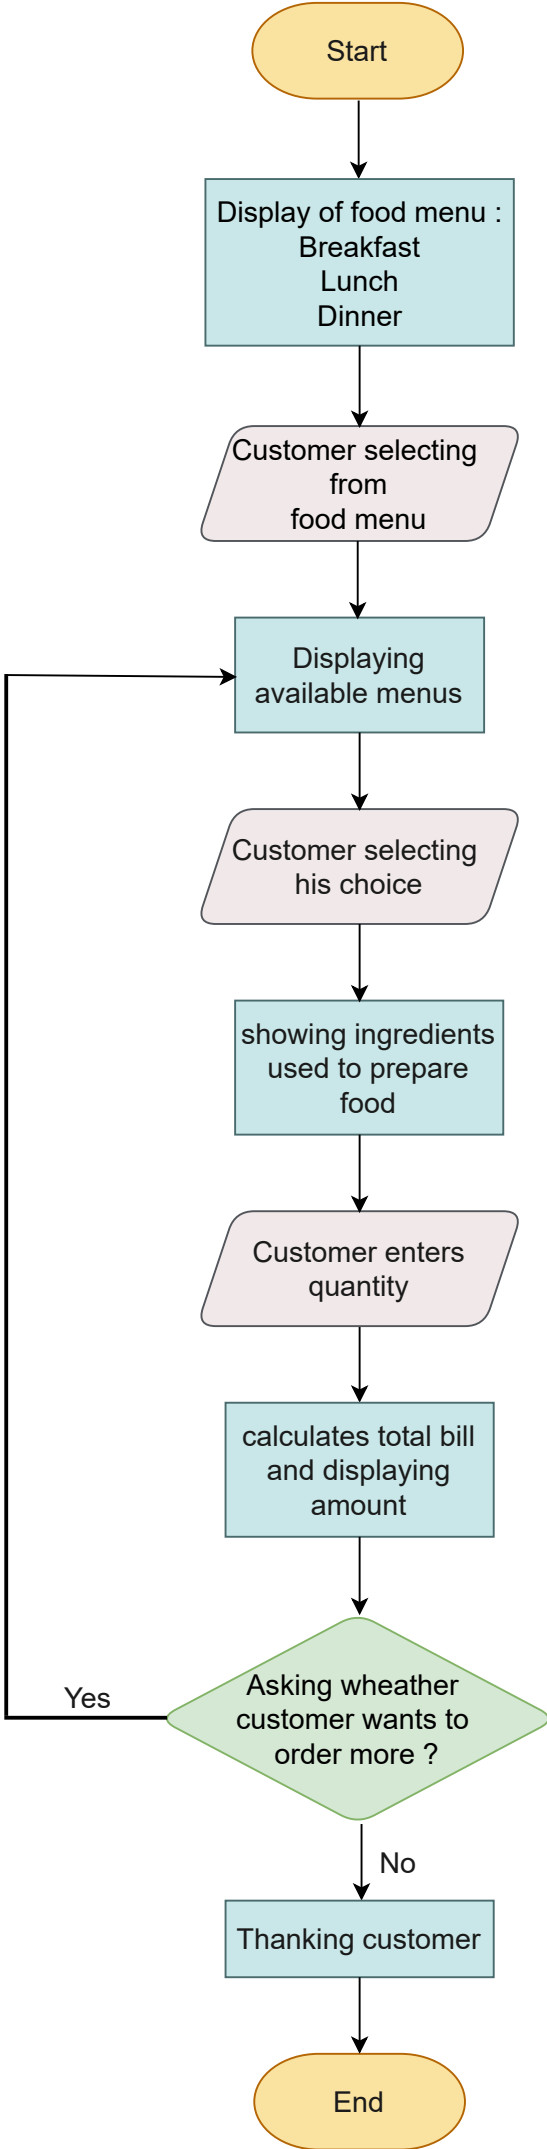 Start
Display of food menu :
Breakfast
Lunch
Dinner
Customer selecting
from
food menu
Displaying
available menus
Customer selecting
his choice
showing ingredients
used to prepare
food
Customer enters
quantity
calculates total bill
and displaying
amount
Asking wheather
customer wants to
order more ?
Yes
No
Thanking customer
End